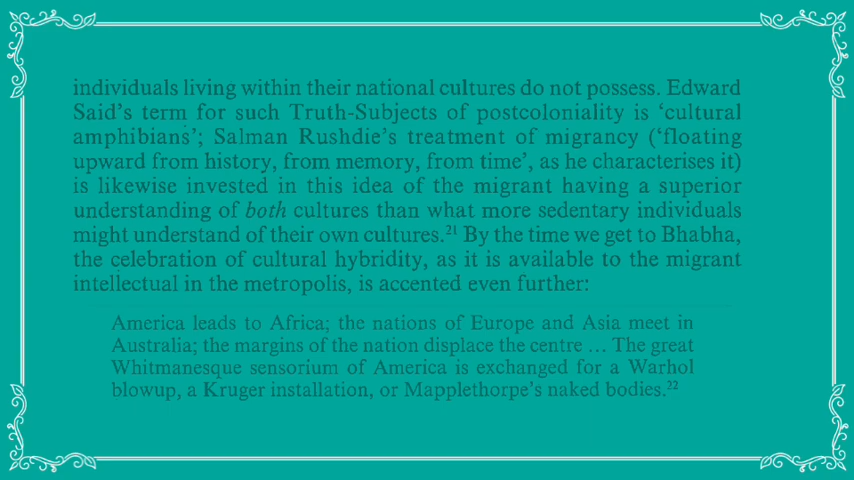 individuals living within their national cultures do not possess. Edward
Said's term for such Truth-Subjects of postcoloniality is ‘cultural
amphibians’; Salman Rushdie's treatment of migrancy (‘floating
upward from history, from memory, from time’, as he characterises it)
is likewise invested in this idea of the migrant having a superior
understanding of both cultures than what more sedentary individuals
might understand of their own cultures.²¹ By the time we get to Bhabha,
the celebration of cultural hybridity, as it is available to the migrant
intellectual in the metropolis, is accented even further:
America leads to Africa; the nations of Europe and Asia meet in
Australia; the margins of the nation displace the centre ... The great
Whitmanesque sensorium of America is exchanged for a Warhol
blowup, a Kruger installation, or Mapplethorpe's naked bodies.²²